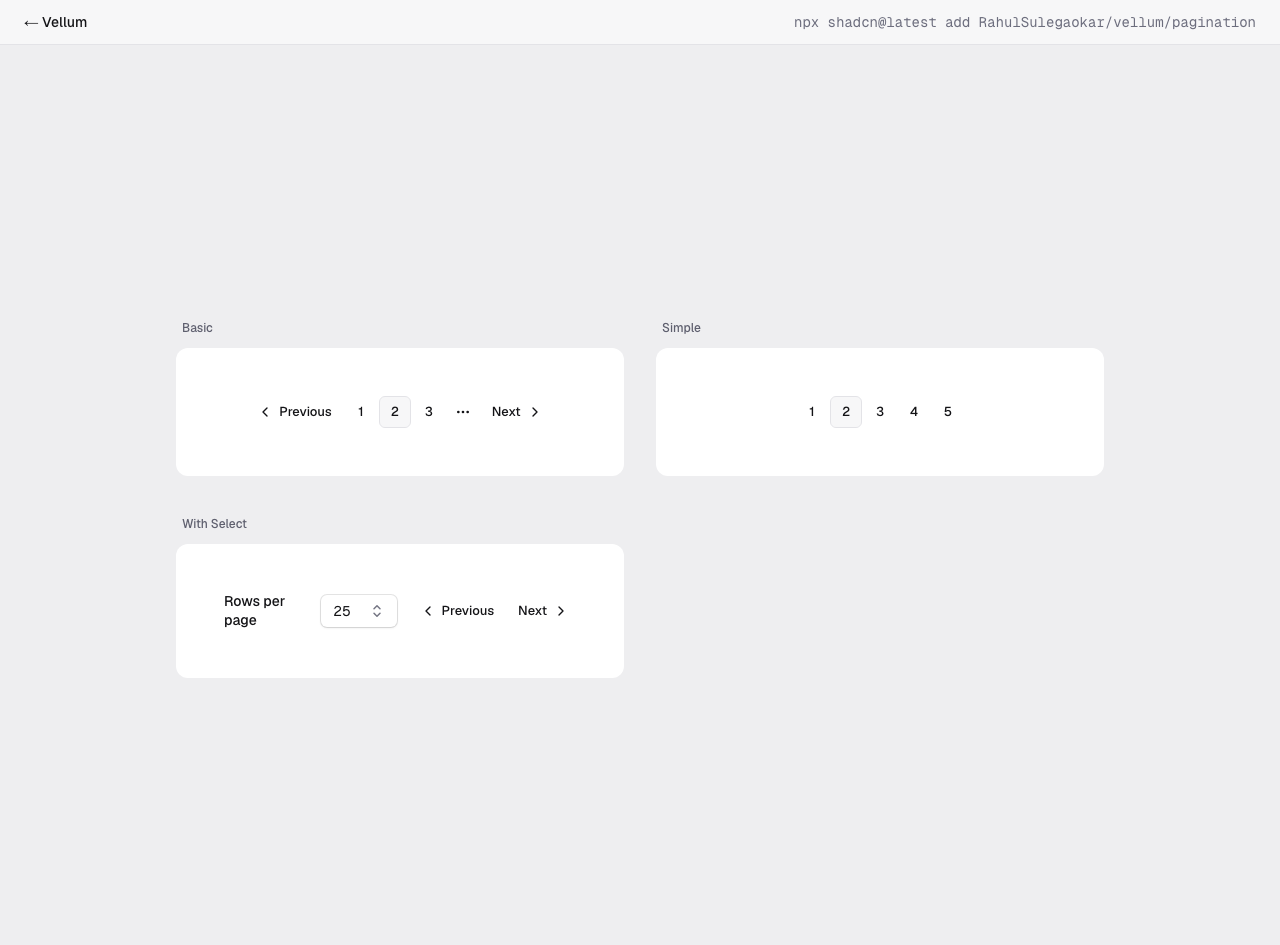 ← Vellum
npx shadcn@latest add RahulSulegaokar/vellum/pagination
Basic
Previous 1 2 3 ··· Next
Simple
1 2 3 4 5
With Select
Rows per
page
25
Previous Next